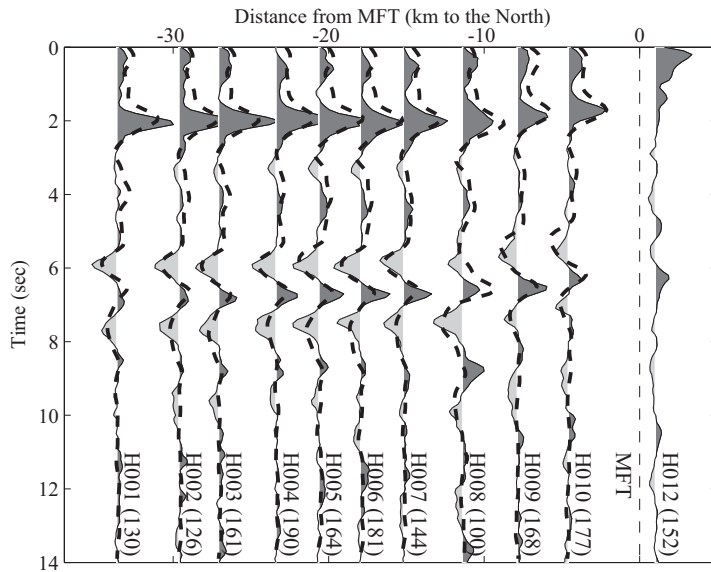 Distance from MFT (km to the North)
-30 -20 -10 0
0
2
4
6
8
10
12
14
Time (sec)
H001 (130)
H002 (126)
H003 (161)
H004 (190)
H005 (164)
H006 (181)
H007 (144)
H008 (100)
H009 (168)
H010 (177)
MFT
H012 (152)